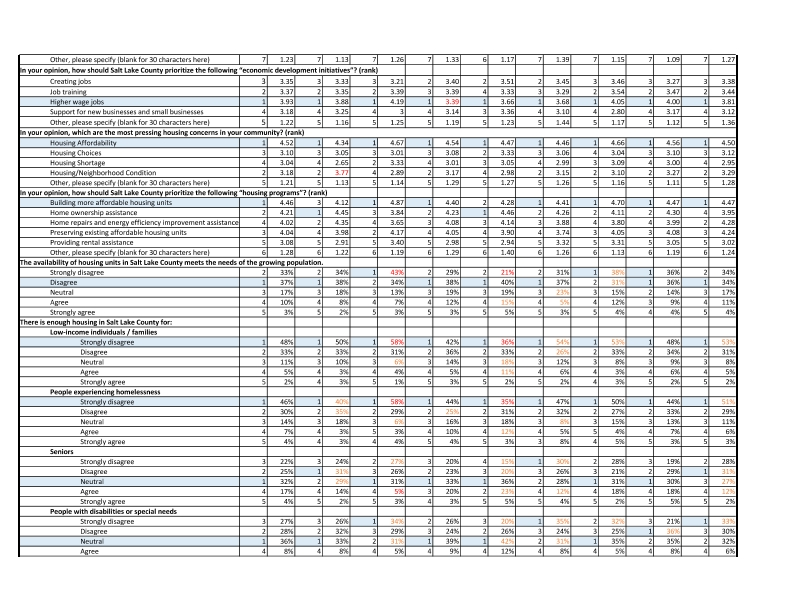 Other, please specify (blank for 30 characters here) 7 1.23 7 1.13 7 1.26 7 1.33 6 1.17 7 1.39 7 1.15 7 1.09 7 1.27
In your opinion, how should Salt Lake County prioritize the following “economic development initiatives”? (rank)
Creating jobs 3 3.35 3 3.33 3 3.21 2 3.40 2 3.51 2 3.45 3 3.46 3 3.27 3 3.38
Job training 2 3.37 2 3.35 2 3.39 4 3.39 4 3.33 3 3.29 2 3.54 2 3.47 2 3.44
Higher wage jobs 1 3.93 1 3.88 1 4.19 1 3.39 1 3.66 1 3.68 1 4.05 1 4.00 1 3.81
Support for new businesses and small businesses 4 3.18 4 3.25 4 3 4 3.14 3 3.36 4 3.10 4 2.80 4 3.17 4 3.12
Other, please specify (blank for 30 characters here) 5 1.22 5 1.16 5 1.25 5 1.19 5 1.23 5 1.44 5 1.17 5 1.12 5 1.36
In your opinion, which are the most pressing housing concerns in your community? (rank)
Housing Affordability 1 4.52 1 4.34 1 4.67 1 4.54 1 4.47 1 4.46 1 4.66 1 4.56 1 4.50
Housing Choices 3 3.10 3 3.05 3 3.01 3 3.08 2 3.33 2 3.06 3 3.04 3 3.10 3 3.12
Housing Shortage 4 3.04 4 2.65 2 3.33 4 3.01 3 3.05 4 2.99 4 3.09 4 3.00 4 2.95
Housing/Neighborhood Condition 2 3.18 2 3.77 4 2.89 2 3.17 4 2.98 3 3.15 2 3.10 2 3.27 2 3.29
Other, please specify (blank for 30 characters here) 5 1.21 5 1.13 5 1.14 5 1.29 5 1.27 5 1.26 5 1.16 5 1.11 5 1.28
In your opinion, how should Salt Lake County prioritize the following “housing programs”? (rank)
Building more affordable housing units 1 4.46 3 4.12 1 4.87 1 4.40 2 4.28 1 4.41 1 4.70 1 4.47 1 4.47
Home ownership assistance 2 4.21 1 4.45 3 3.84 2 4.23 1 4.46 2 4.26 2 4.11 2 4.30 4 3.95
Home repairs and energy efficiency improvement assistance 4 4.02 2 4.35 4 3.65 3 4.08 3 4.14 3 3.88 4 3.80 4 3.99 2 4.28
Preserving existing affordable housing units 3 4.04 4 3.98 2 4.17 4 4.05 4 3.90 4 3.74 3 4.05 3 4.08 3 4.24
Providing rental assistance 5 3.08 5 2.91 5 3.40 5 2.98 5 2.94 5 3.32 5 3.31 5 3.05 5 3.02
Other, please specify (blank for 30 characters here) 6 1.28 6 1.22 6 1.19 6 1.29 6 1.40 6 1.26 6 1.13 6 1.19 6 1.24
The availability of housing units in Salt Lake County meets the needs of the growing population.
Strongly disagree 2 33% 2 34% 1 43% 2 29% 2 21% 2 31% 1 38% 1 36% 2 34%
Disagree 1 37% 1 38% 2 34% 1 38% 1 40% 1 37% 2 31% 1 36% 1 34%
Neutral 3 17% 3 18% 3 13% 3 19% 3 19% 3 23% 3 15% 2 14% 3 17%
Agree 4 10% 4 8% 4 7% 4 12% 4 15% 4 5% 4 12% 3 9% 4 11%
Strongly agree 5 3% 5 2% 5 3% 5 3% 5 5% 5 3% 5 4% 4 4% 5 4%
There is enough housing in Salt Lake County for:
Low-income individuals / families
Strongly disagree 1 48% 1 50% 1 58% 1 42% 1 36% 1 54% 1 53% 1 48% 1 53%
Disagree 2 33% 2 33% 2 31% 2 36% 2 33% 2 26% 2 33% 2 34% 2 31%
Neutral 3 11% 3 10% 3 6% 3 14% 3 18% 3 12% 3 8% 3 9% 3 8%
Agree 4 5% 4 3% 4 4% 4 5% 4 11% 4 6% 4 3% 4 6% 4 5%
Strongly agree 5 2% 4 3% 5 1% 5 3% 5 2% 5 2% 4 3% 5 2% 5 2%
People experiencing homelessness
Strongly disagree 1 46% 1 40% 1 58% 1 44% 1 35% 1 47% 1 50% 1 44% 1 51%
Disagree 2 30% 2 35% 2 29% 2 25% 2 31% 2 32% 2 27% 2 33% 2 29%
Neutral 3 14% 3 18% 3 6% 3 16% 3 18% 3 8% 3 15% 3 13% 3 11%
Agree 4 7% 4 3% 5 3% 4 10% 4 12% 4 5% 5 4% 4 7% 4 6%
Strongly agree 5 4% 4 3% 4 4% 5 4% 5 3% 3 8% 4 5% 5 3% 5 3%
Seniors
Strongly disagree 3 22% 3 24% 2 27% 3 20% 4 15% 1 30% 2 28% 3 19% 2 28%
Disagree 2 25% 1 31% 3 26% 2 23% 3 20% 3 26% 3 21% 2 29% 1 31%
Neutral 1 32% 2 29% 1 31% 1 33% 1 36% 2 28% 1 31% 1 30% 3 27%
Agree 4 17% 4 14% 4 5% 3 20% 2 23% 4 12% 4 18% 4 18% 4 12%
Strongly agree 5 4% 5 2% 5 3% 4 4% 5 5% 5 4% 5 2% 5 5% 5 2%
People with disabilities or special needs
Strongly disagree 3 27% 3 26% 1 34% 2 26% 3 20% 1 35% 2 32% 3 21% 1 33%
Disagree 2 28% 2 32% 3 29% 3 24% 2 26% 3 24% 3 25% 1 36% 3 30%
Neutral 1 36% 1 33% 2 31% 1 39% 1 42% 2 31% 1 35% 2 35% 2 32%
Agree 4 8% 4 8% 4 5% 4 9% 4 12% 4 8% 4 5% 4 8% 4 6%